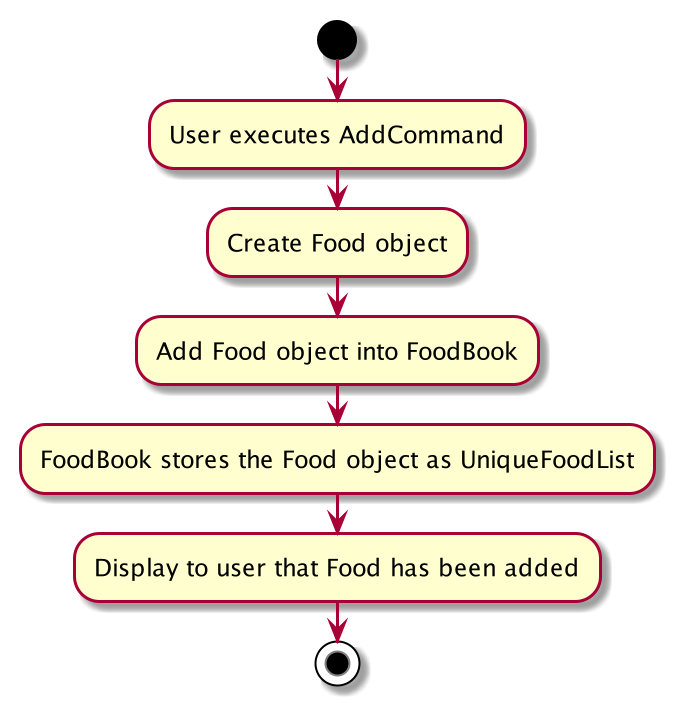 User executes AddCommand
Create Food object
Add Food object into FoodBook
FoodBook stores the Food object as UniqueFoodList
Display to user that Food has been added